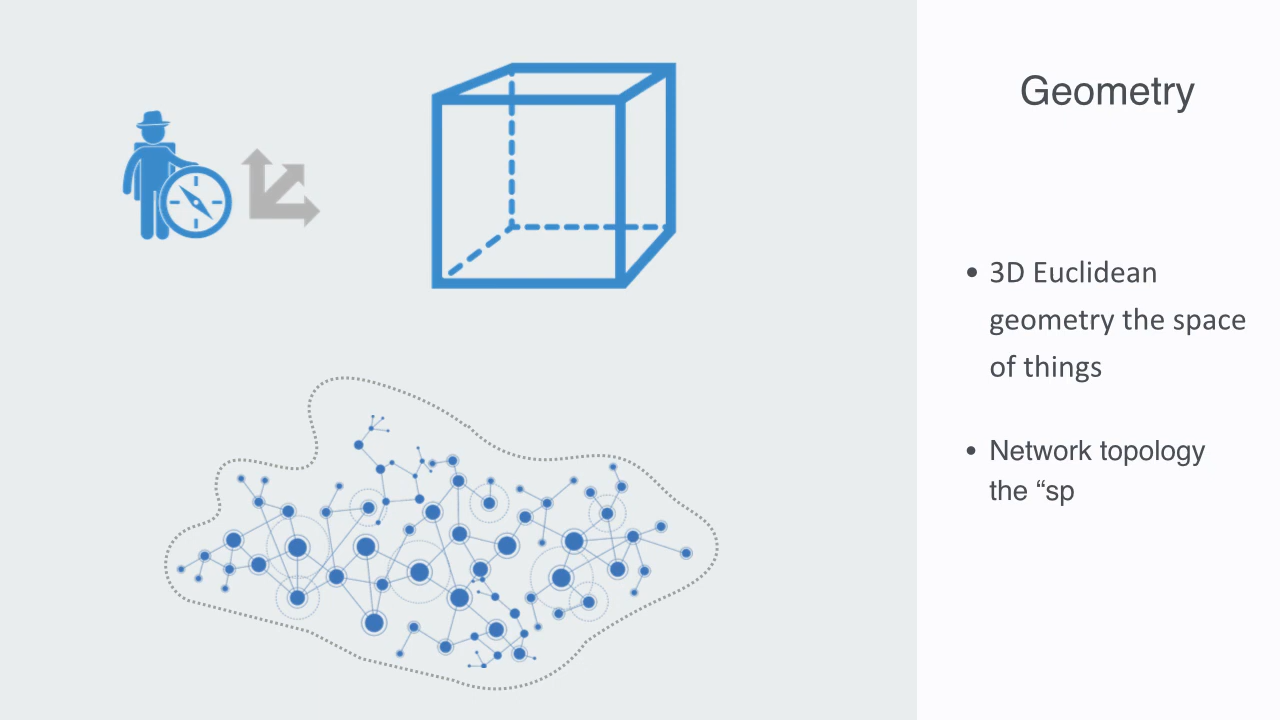 Geometry
• 3D Euclidean
geometry the space
of things
• Network topology
the “sp